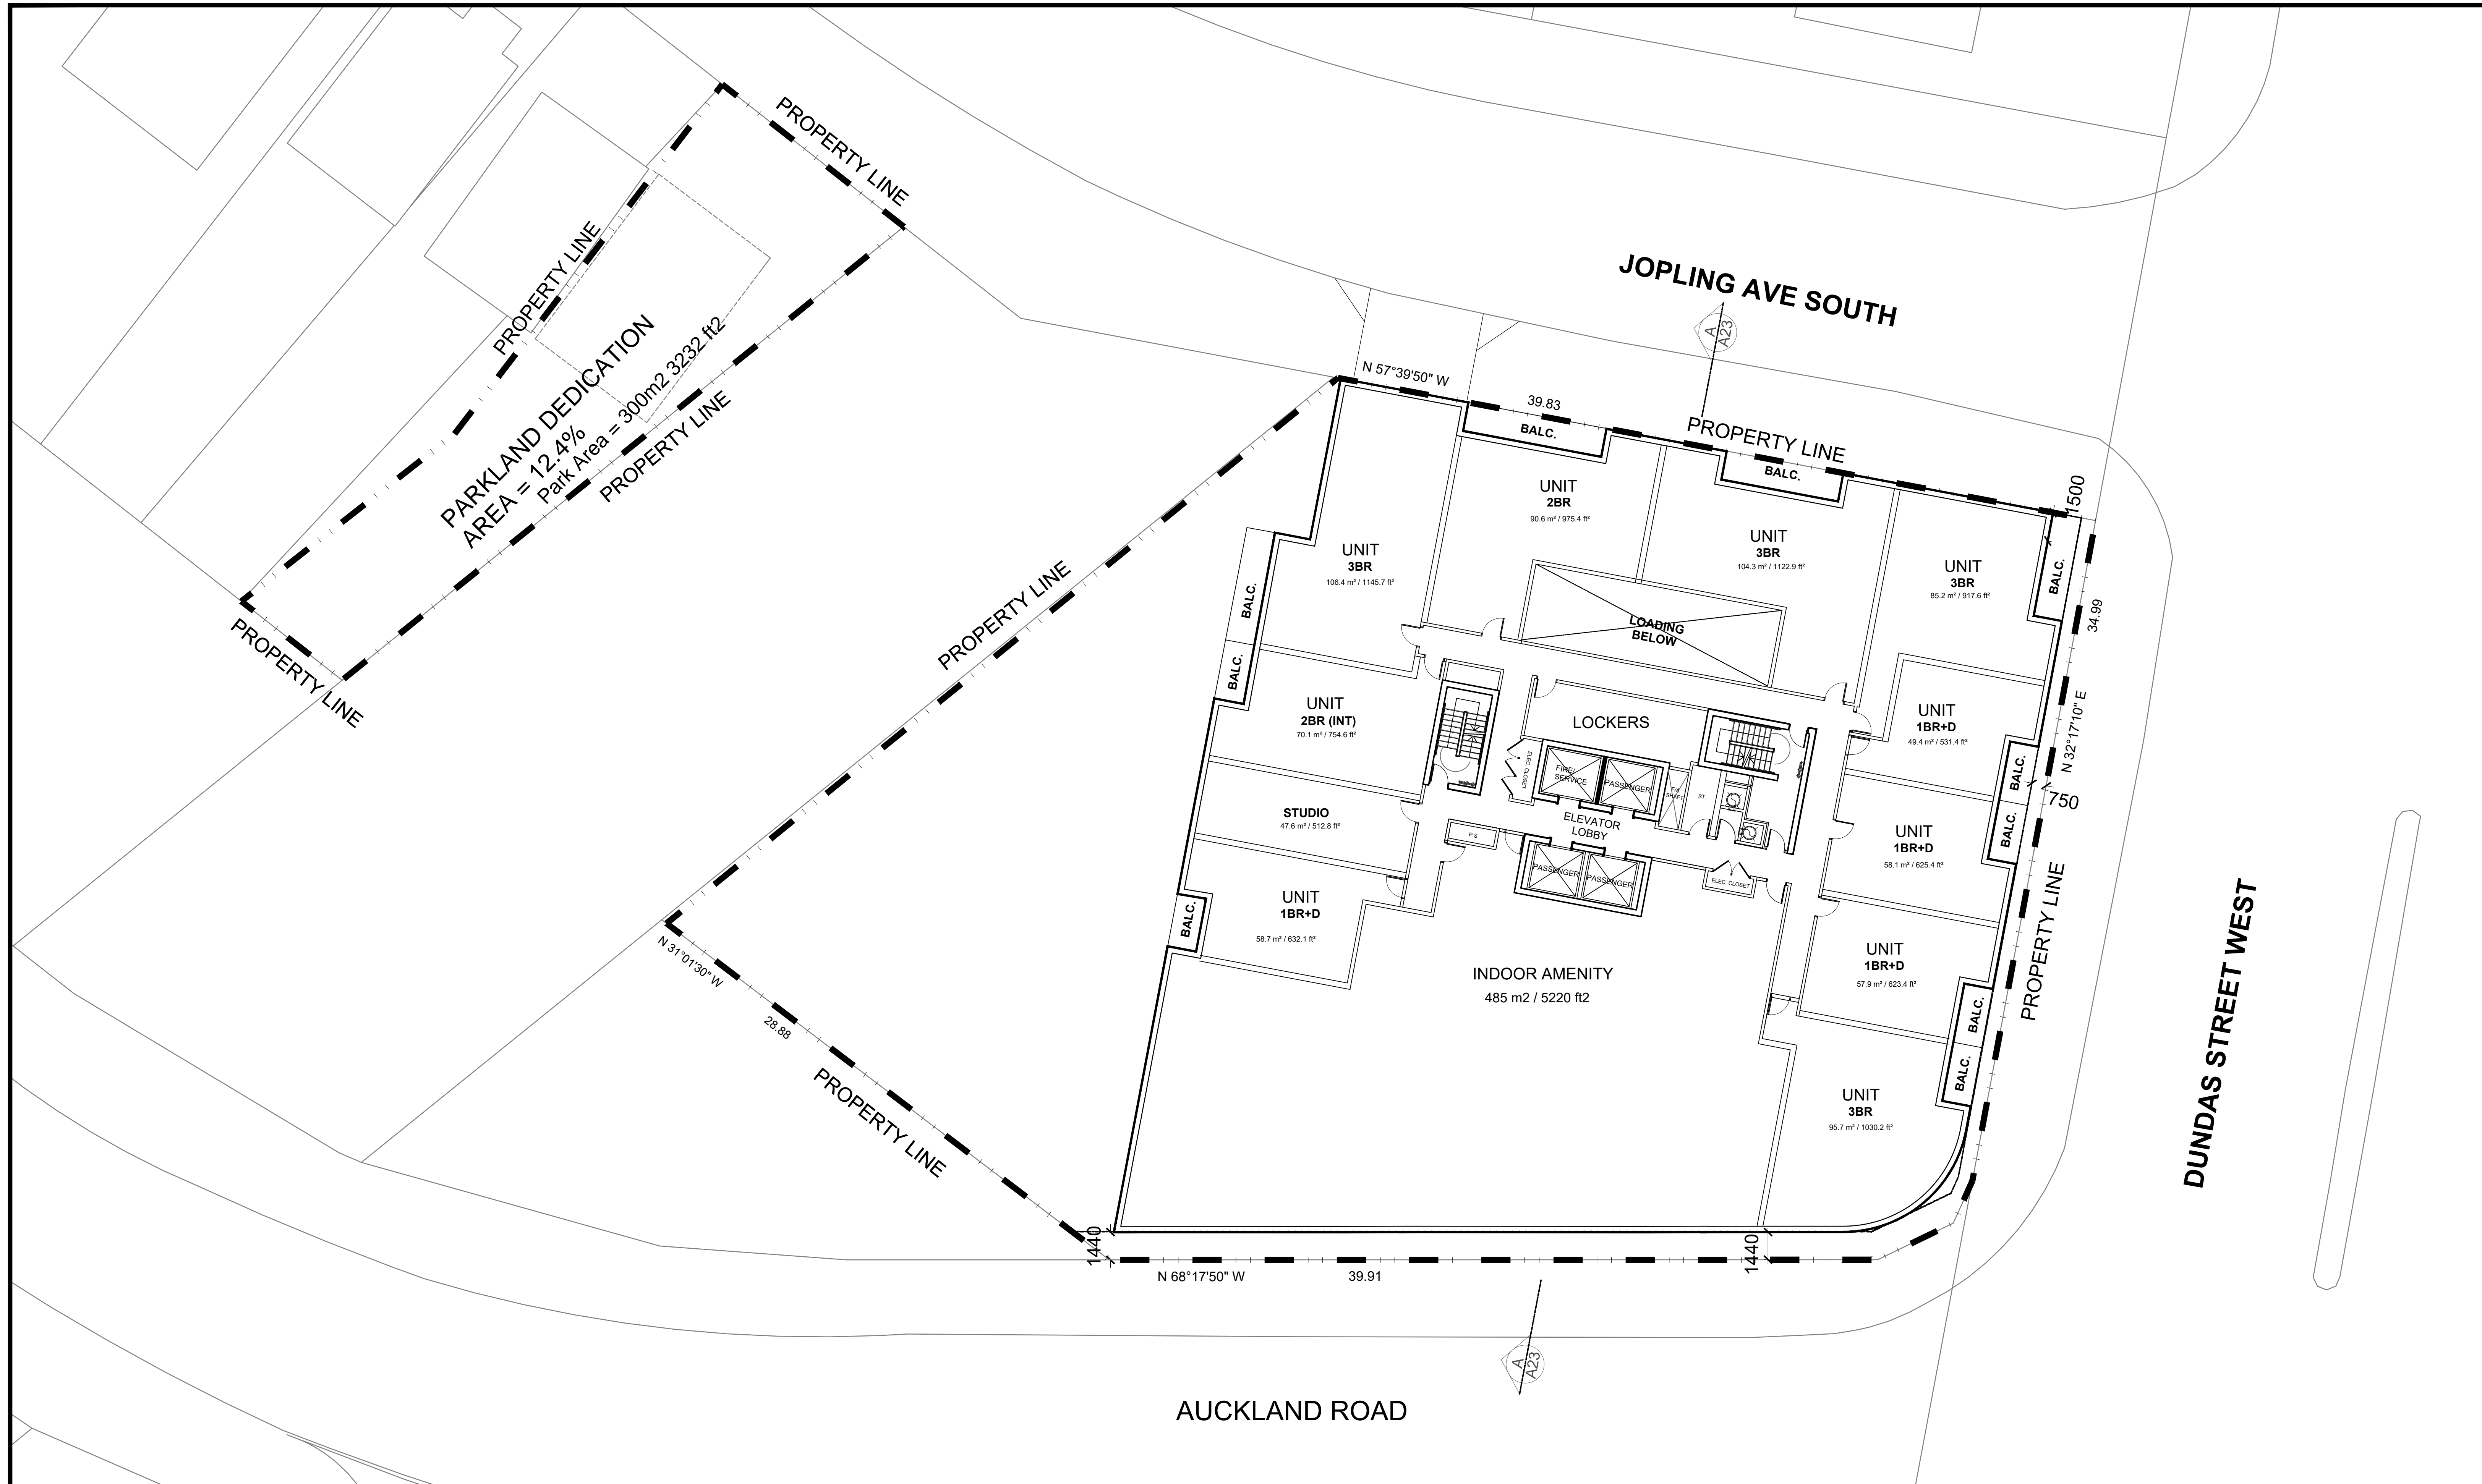 PROPERTY LINE
PROPERTY LINE
PARKLAND DEDICATION
AREA = 12.4%
Park Area = 300m2 3232 ft2
PROPERTY LINE
PROPERTY LINE
JOPLING AVE SOUTH
A
A23
N 57°39'50" W
39.83
PROPERTY LINE
BALC.
BALC.
1500
BALC.
34.99
N 32°17'10" E
750
PROPERTY LINE
DUNDAS STREET WEST
PROPERTY LINE
UNIT
3BR
106.4 m² / 1145.7 ft²
UNIT
2BR
90.6 m² / 975.4 ft²
UNIT
3BR
104.3 m² / 1122.9 ft²
UNIT
3BR
85.2 m² / 917.6 ft²
LOADING
BELOW
BALC.
BALC.
UNIT
2BR (INT)
70.1 m² / 754.6 ft²
LOCKERS
UNIT
1BR+D
49.4 m² / 531.4 ft²
BALC.
BALC.
ELEC. CLOSET
FIRE/
SERVICE
PASSENGER
F/A
SHAFT
ST.
STUDIO
47.6 m² / 512.8 ft²
P.S.
ELEVATOR
LOBBY
UNIT
1BR+D
58.1 m² / 625.4 ft²
PASSENGER
PASSENGER
ELEC. CLOSET
UNIT
1BR+D
58.7 m² / 632.1 ft²
BALC.
INDOOR AMENITY
485 m2 / 5220 ft2
UNIT
1BR+D
57.9 m² / 623.4 ft²
BALC.
BALC.
UNIT
3BR
95.7 m² / 1030.2 ft²
N 31°01'30" W
28.88
PROPERTY LINE
1440
1440
N 68°17'50" W
39.91
A
A23
AUCKLAND ROAD